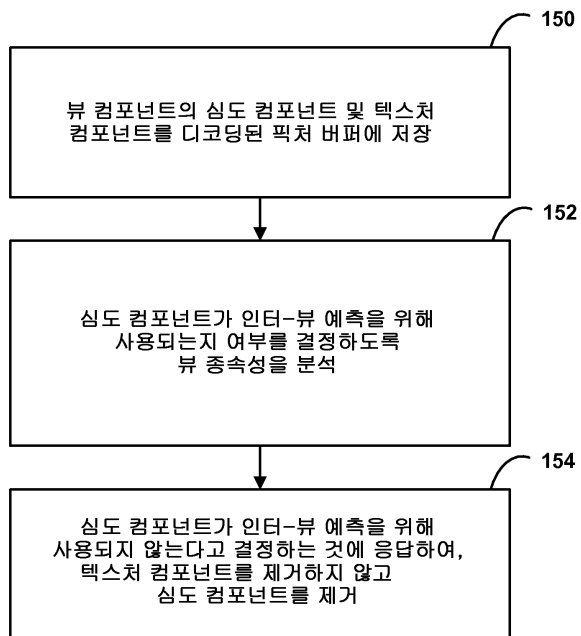 150
뷰 컴포넌트의 심도 컴포넌트 및 텍스처
컴포넌트를 디코딩된 픽처 버퍼에 저장
152
심도 컴포넌트가 인터-뷰 예측을 위해
사용되는지 여부를 결정하도록
뷰 종속성을 분석
154
심도 컴포넌트가 인터-뷰 예측을 위해
사용되지 않는다고 결정하는 것에 응답하여,
텍스처 컴포넌트를 제거하지 않고
심도 컴포넌트를 제거